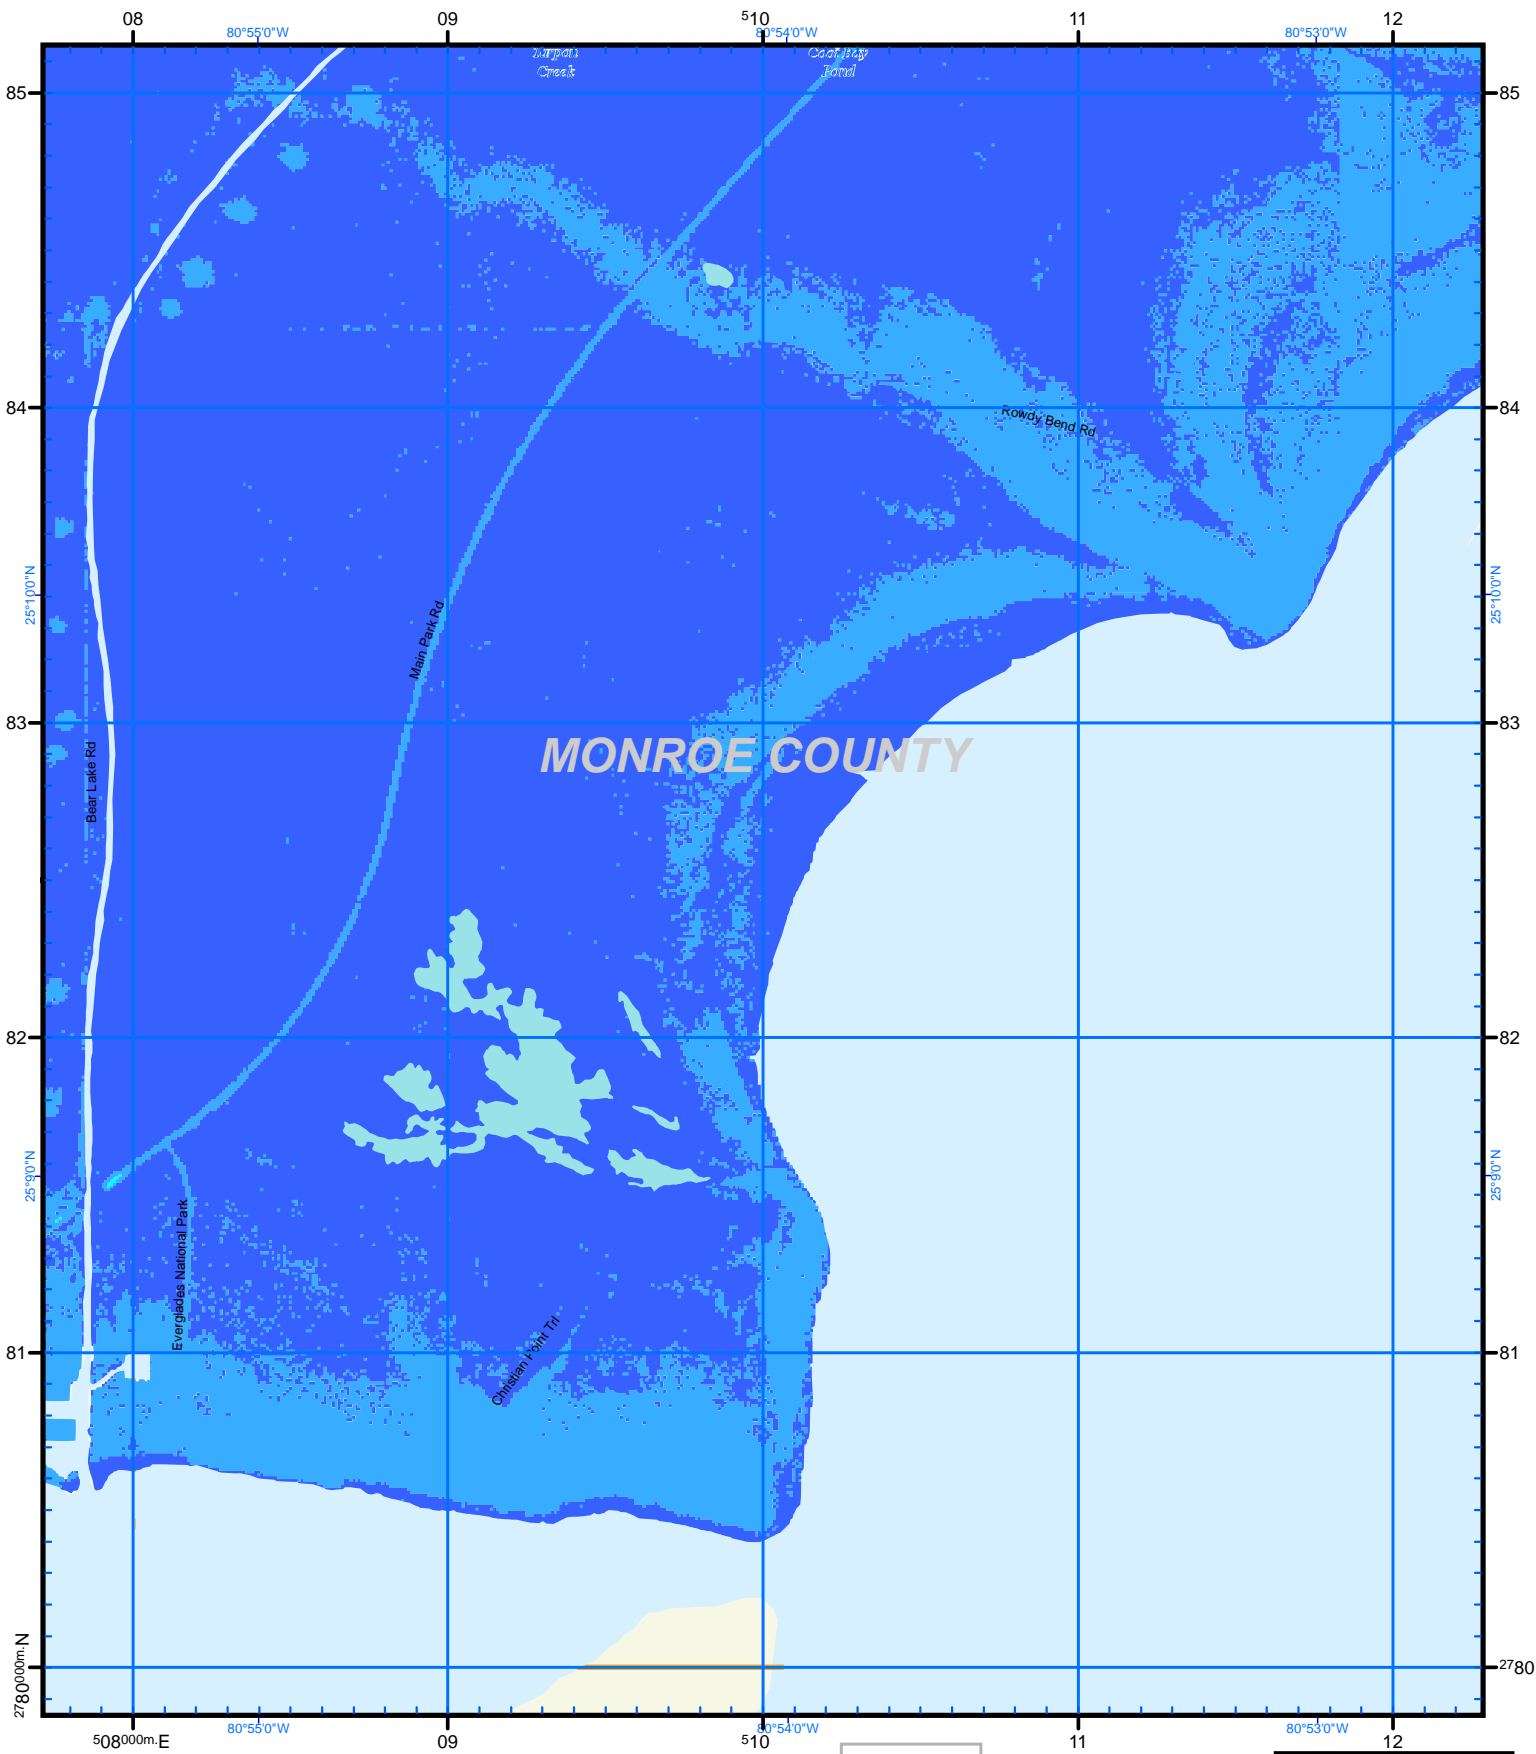 08 09 510 11 12
80°55'0"W 80°54'0"W 80°53'0"W
Tarpon
Creek
Coot Bay
Pond
85 85
84 84
Rowdy Bend Rd
25°10'0"N 25°10'0"N
Main Park Rd
83 83
MONROE COUNTY
Bear Lake Rd
82 82
25°9'0"N 25°9'0"N
Everglades National Park
Christian Point Trl
81 81
2780000m.N 2780
80°55'0"W 80°54'0"W 80°53'0"W
508000m.E 09 510 11 12